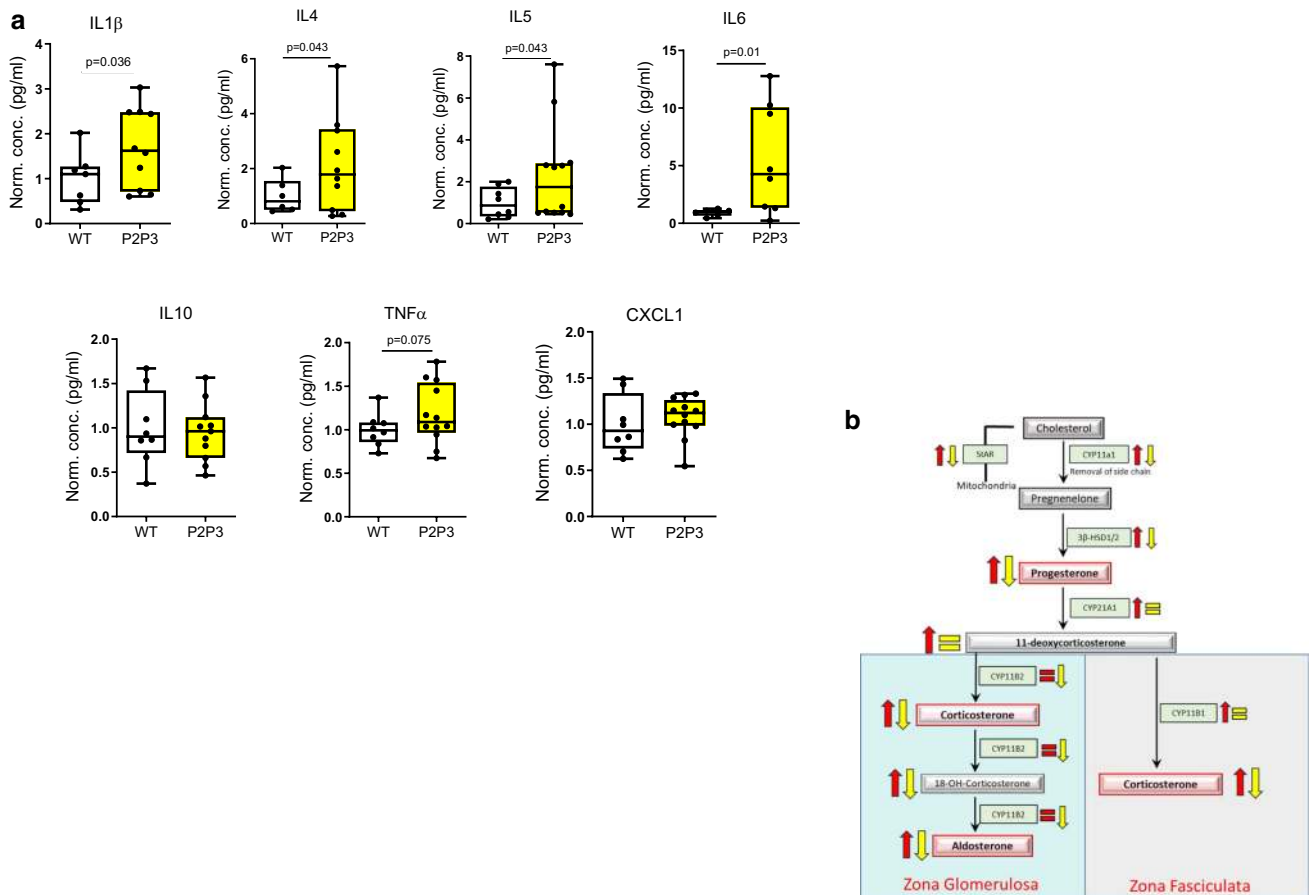 a
IL1β
Norm. conc. (pg/ml)
4
3
2
1
0
p=0.036
WT P2P3
IL4
Norm. conc. (pg/ml)
6
4
2
0
p=0.043
WT P2P3
IL5
Norm. conc. (pg/ml)
8
6
4
2
0
p=0.043
WT P2P3
IL6
Norm. conc. (pg/ml)
15
10
5
0
p=0.01
WT P2P3
IL10
Norm. conc. (pg/ml)
2.0
1.5
1.0
0.5
0.0
WT P2P3
TNFα
Norm. conc. (pg/ml)
2.0
1.5
1.0
0.5
0.0
p=0.075
WT P2P3
CXCL1
Norm. conc. (pg/ml)
2.0
1.5
1.0
0.5
0.0
WT P2P3
b
Cholesterol
StAR
CYP11a1
Removal of side chain
Mitochondria
Pregnenelone
3β-HSD1/2
Progesterone
CYP21A1
11-deoxycorticosterone
CYP11B2
Corticosterone
CYP11B1
CYP11B2
18-OH-Corticosterone
Corticosterone
CYP11B2
Aldosterone
Zona Glomerulosa
Zona Fasciculata